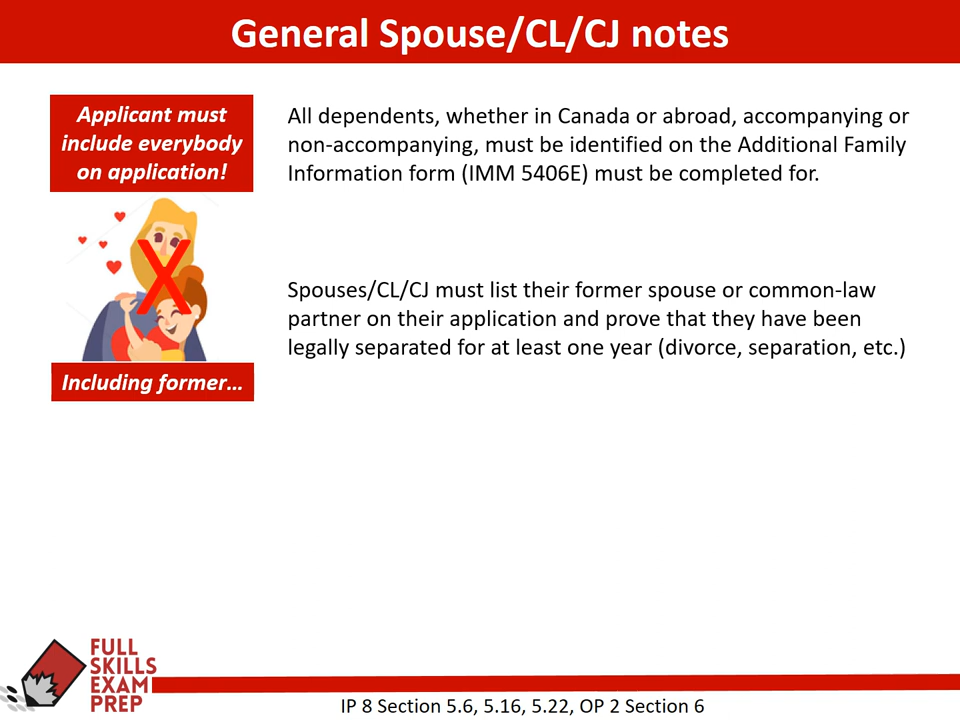 General Spouse/CL/CJ notes
Applicant must
include everybody
on application!
All dependents, whether in Canada or abroad, accompanying or
non-accompanying, must be identified on the Additional Family
Information form (IMM 5406E) must be completed for.
X
Spouses/CL/CJ must list their former spouse or common-law
partner on their application and prove that they have been
legally separated for at least one year (divorce, separation, etc.)
Including former...
FULL
SKILLS
EXAM
PREP
IP 8 Section 5.6, 5.16, 5.22, OP 2 Section 6